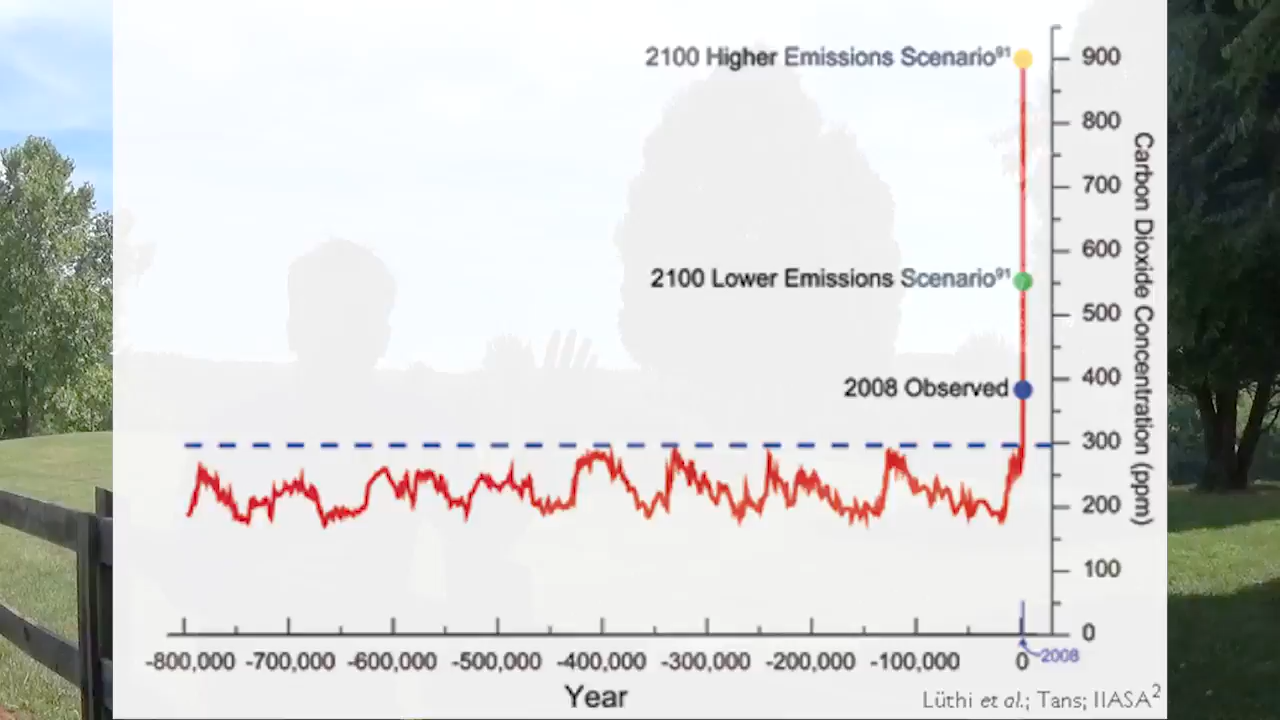 2100 Higher Emissions Scenario⁹¹
900
800
700
600
2100 Lower Emissions Scenario⁹¹
500
400
2008 Observed
300
200
100
0
Carbon Dioxide Concentration (ppm)
-800,000 -700,000 -600,000 -500,000 -400,000 -300,000 -200,000 -100,000 0
2008
Year
Lüthi et al.; Tans; IIASA²